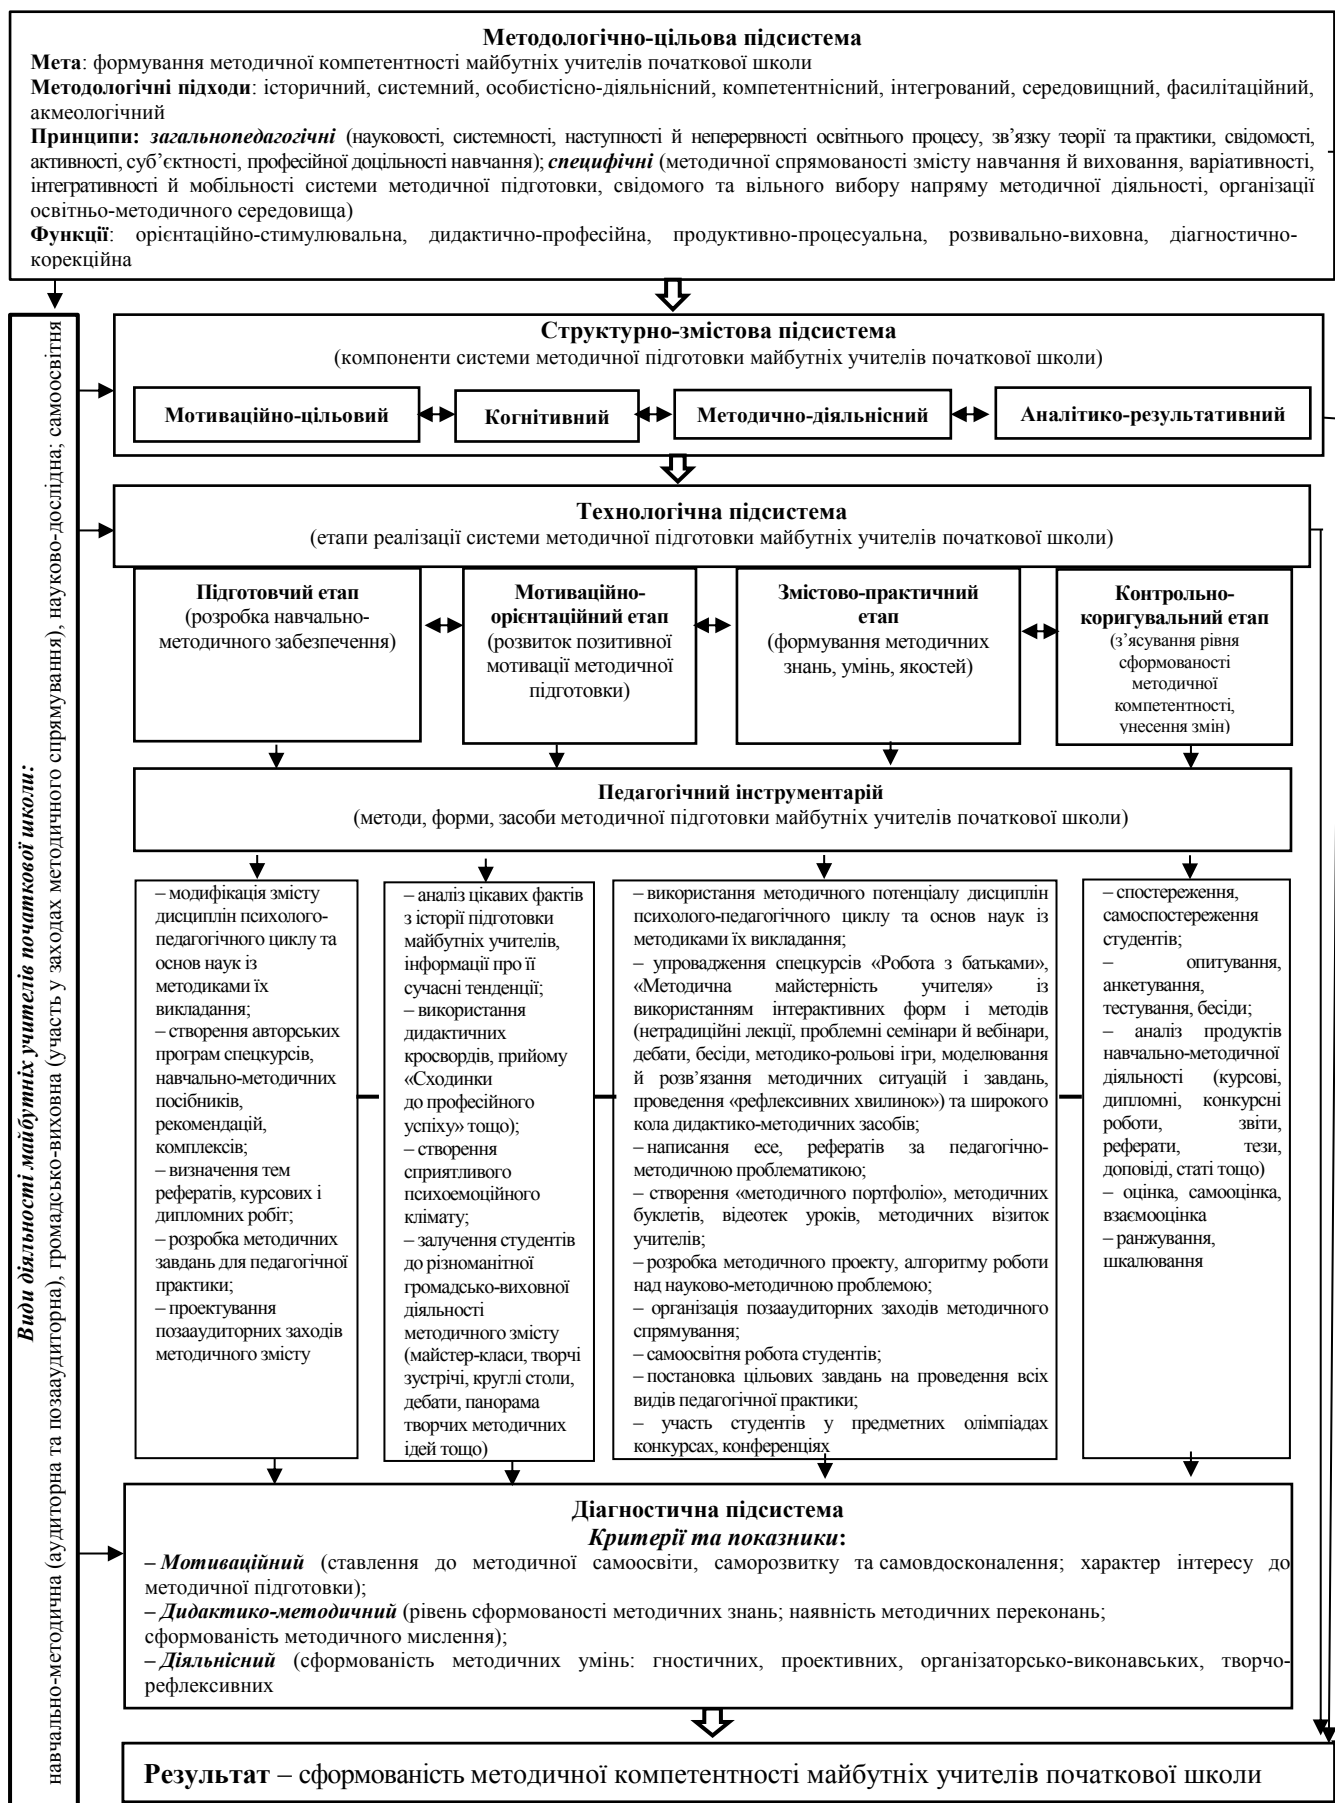 Методологічно-цільова підсистема
Мета: формування методичної компетентності майбутніх учителів початкової школи
Методологічні підходи: історичний, системний, особистісно-діяльнісний, компетентнісний, інтегрований, середовищний, фасилітаційний,
акмеологічний
Принципи: загальнопедагогічні (науковості, системності, наступності й неперервності освітнього процесу, зв’язку теорії та практики, свідомості,
активності, суб’єктності, професійної доцільності навчання); специфічні (методичної спрямованості змісту навчання й виховання, варіативності,
інтегративності й мобільності системи методичної підготовки, свідомого та вільного вибору напряму методичної діяльності, організації
освітньо-методичного середовища)
Функції: орієнтаційно-стимулювальна, дидактично-професійна, продуктивно-процесуальна, розвивально-виховна, діагностично-
корекційна
Види діяльності майбутніх учителів початкової школи:
навчально-методична (аудиторна та позааудиторна), громадсько-виховна (участь у заходах методичного спрямування), науково-дослідна; самоосвітня
Структурно-змістова підсистема
(компоненти системи методичної підготовки майбутніх учителів початкової школи)
Мотиваційно-цільовий
Когнітивний
Методично-діяльнісний
Аналітико-результативний
Технологічна підсистема
(етапи реалізації системи методичної підготовки майбутніх учителів початкової школи)
Підготовчий етап
(розробка навчально-
методичного забезпечення)
Мотиваційно-
орієнтаційний етап
(розвиток позитивної
мотивації методичної
підготовки)
Змістово-практичний
етап
(формування методичних
знань, умінь, якостей)
Контрольно-
коригувальний етап
(з’ясування рівня
сформованості
методичної
компетентності,
унесення змін)
Педагогічний інструментарій
(методи, форми, засоби методичної підготовки майбутніх учителів початкової школи)
– модифікація змісту
дисциплін психолого-
педагогічного циклу та
основ наук із
методиками їх
викладання;
– створення авторських
програм спецкурсів,
навчально-методичних
посібників,
рекомендацій,
комплексів;
– визначення тем
рефератів, курсових і
дипломних робіт;
– розробка методичних
завдань для педагогічної
практики;
– проектування
позааудиторних заходів
методичного змісту
– аналіз цікавих фактів
з історії підготовки
майбутніх учителів,
інформації про її
сучасні тенденції;
– використання
дидактичних
кросвордів, прийому
«Сходинки
до професійного
успіху» тощо);
– створення
сприятливого
психоемоційного
клімату;
– залучення студентів
до різноманітної
громадсько-виховної
діяльності
методичного змісту
(майстер-класи, творчі
зустрічі, круглі столи,
дебати, панорама
творчих методичних
ідей тощо)
– використання методичного потенціалу дисциплін
психолого-педагогічного циклу та основ наук із
методиками їх викладання;
– упровадження спецкурсів «Робота з батьками»,
«Методична майстерність учителя» із
використанням інтерактивних форм і методів
(нетрадиційні лекції, проблемні семінари й вебінари,
дебати, бесіди, методико-рольові ігри, моделювання
й розв’язання методичних ситуацій і завдань,
проведення «рефлексивних хвилинок») та широкого
кола дидактико-методичних засобів;
– написання есе, рефератів за педагогічно-
методичною проблематикою;
– створення «методичного портфоліо», методичних
буклетів, відеотек уроків, методичних візиток
учителів;
– розробка методичного проекту, алгоритму роботи
над науково-методичною проблемою;
– організація позааудиторних заходів методичного
спрямування;
– самоосвітня робота студентів;
– постановка цільових завдань на проведення всіх
видів педагогічної практики;
– участь студентів у предметних олімпіадах
конкурсах, конференціях
– спостереження,
самоспостереження
студентів;
– опитування,
анкетування,
тестування, бесіди;
– аналіз продуктів
навчально-методичної
діяльності (курсові,
дипломні, конкурсні
роботи, звіти,
реферати, тези,
доповіді, статі тощо)
– оцінка, самооцінка,
взаємооцінка
– ранжування,
шкалювання
Діагностична підсистема
Критерії та показники:
– Мотиваційний (ставлення до методичної самоосвіти, саморозвитку та самовдосконалення; характер інтересу до
методичної підготовки);
– Дидактико-методичний (рівень сформованості методичних знань; наявність методичних переконань;
сформованість методичного мислення);
– Діяльнісний (сформованість методичних умінь: гностичних, проективних, організаторсько-виконавських, творчо-
рефлексивних
Результат – сформованість методичної компетентності майбутніх учителів початкової школи